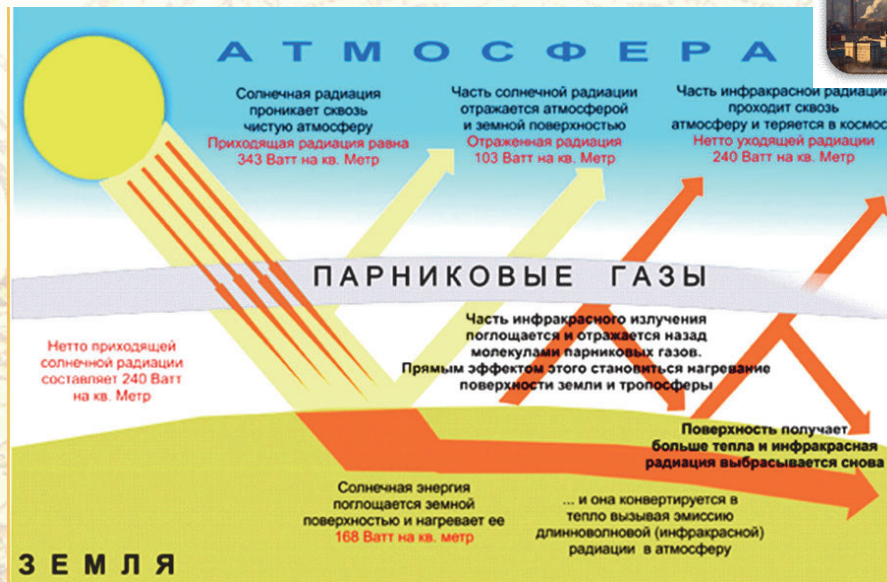 АТМОСФЕРА
Солнечная радиация
проникает сквозь
чистую атмосферу
Приходящая радиация равна
343 Ватт на кв. Метр
Часть солнечной радиации
отражается атмосферой
и земной поверхностью
Отраженная радиация
103 Ватт на кв. Метр
Часть инфракрасной радиации
проходит сквозь
атмосферу и теряется в космос
Нетто уходящей радиации
240 Ватт на кв. Метр
ПАРНИКОВЫЕ ГАЗЫ
Нетто приходящей
солнечной радиации
составляет 240 Ватт
на кв. Метр
Часть инфракрасного излучения
поглощается и отражается назад
молекулами парниковых газов.
Прямым эффектом этого становиться нагревание
поверхности земли и тропосферы
Поверхность получает
больше тепла и инфракрасная
радиация выбрасывается снова
Солнечная энергия
поглощается земной
поверхностью и нагревает ее
168 Ватт на кв. метр
... и она конвертируется в
тепло вызывая эмиссию
длинноволновой (инфракрасной)
радиации в атмосферу
ЗЕМЛЯ